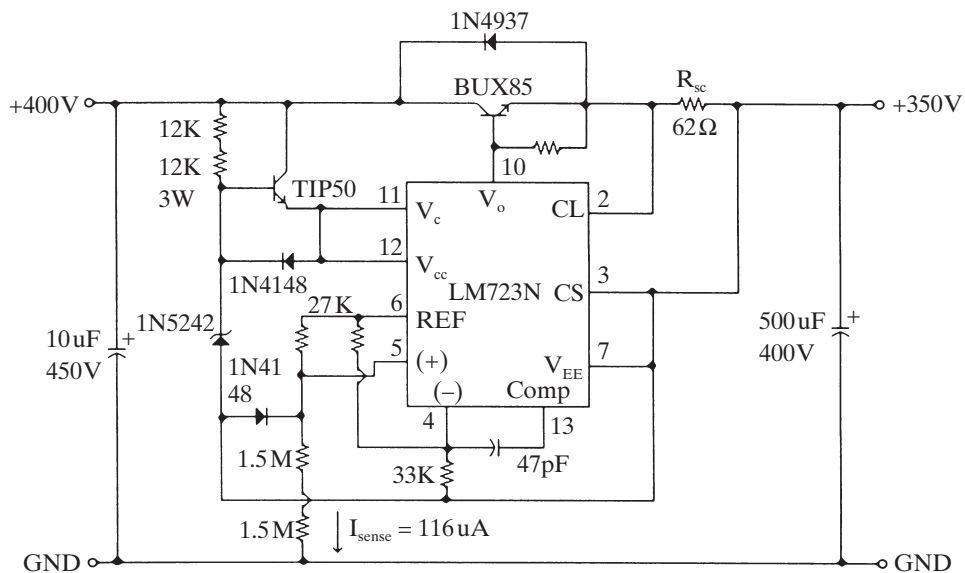 1N4937
BUX85
R_sc
+400V
+350V
12K
62Ω
12K
3W
TIP50
10
11
V_o
CL
2
V_c
12
V_cc
1N4148
LM723N
CS
3
27K
6
REF
1N5242
10uF
450V
+
500uF
400V
+
5
(+)
7
V_EE
1N41
48
(–)
Comp
4
13
1.5M
33K
47pF
1.5M
I_sense = 116uA
GND
GND